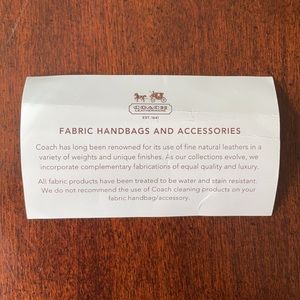 COACH
EST. 1941
FABRIC HANDBAGS AND ACCESSORIES
Coach has long been renowned for its use of fine natural leathers in a
variety of weights and unique finishes. As our collections evolve, we
incorporate complementary fabrications of equal quality and luxury.
All fabric products have been treated to be water and stain resistant.
We do not recommend the use of Coach cleaning products on your
fabric handbag/accessory.